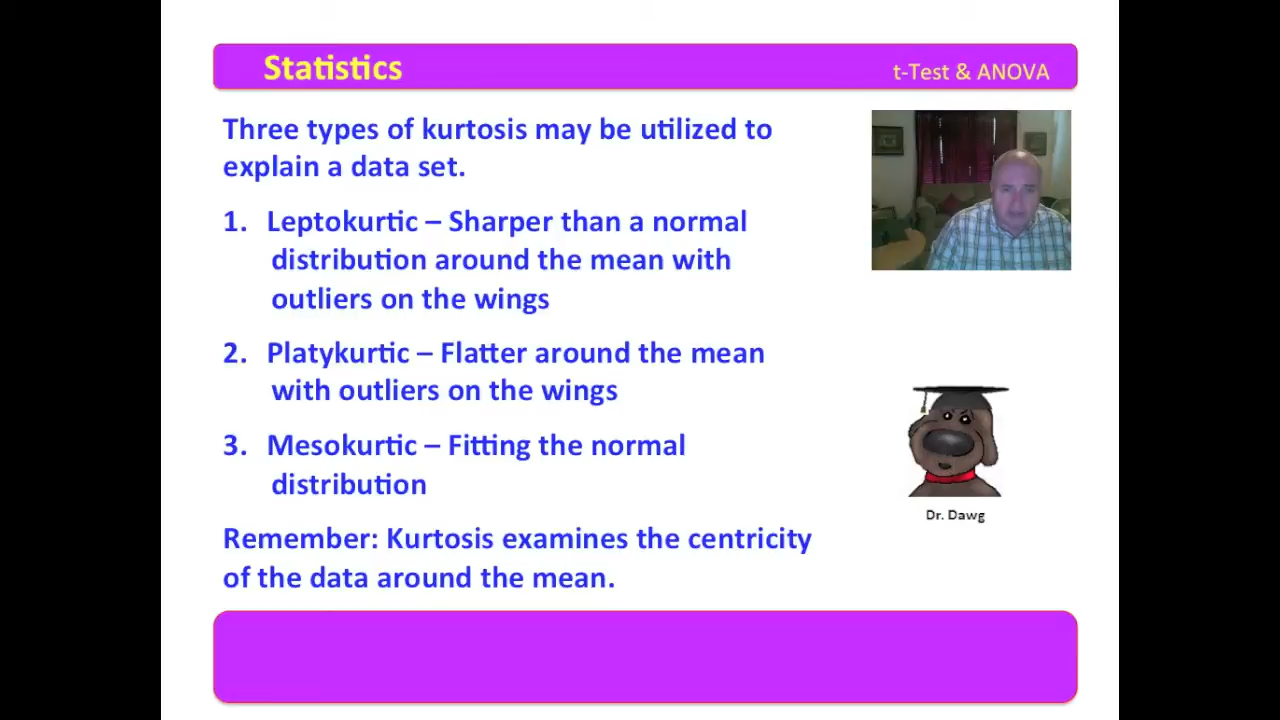 Statistics
t-Test & ANOVA
Three types of kurtosis may be utilized to
explain a data set.
1. Leptokurtic – Sharper than a normal
distribution around the mean with
outliers on the wings
2. Platykurtic – Flatter around the mean
with outliers on the wings
3. Mesokurtic – Fitting the normal
distribution
Dr. Dawg
Remember: Kurtosis examines the centricity
of the data around the mean.